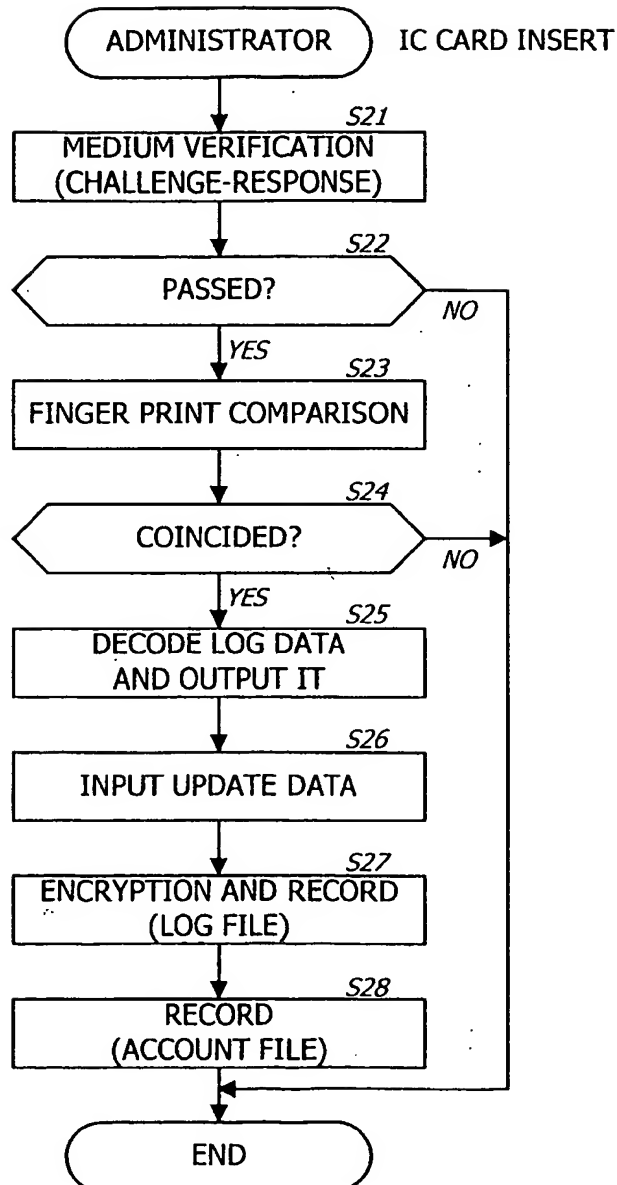 ADMINISTRATOR IC CARD INSERT
S21
MEDIUM VERIFICATION
(CHALLENGE-RESPONSE)
S22
PASSED?
NO
YES
S23
FINGER PRINT COMPARISON
S24
COINCIDED?
NO
YES
S25
DECODE LOG DATA
AND OUTPUT IT
S26
INPUT UPDATE DATA
S27
ENCRYPTION AND RECORD
(LOG FILE)
S28
RECORD
(ACCOUNT FILE)
END